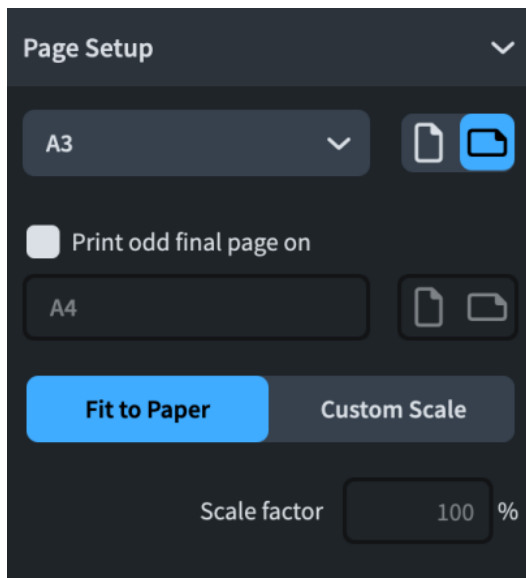 Page Setup
A3
Print odd final page on
A4
Fit to Paper Custom Scale
Scale factor 100 %